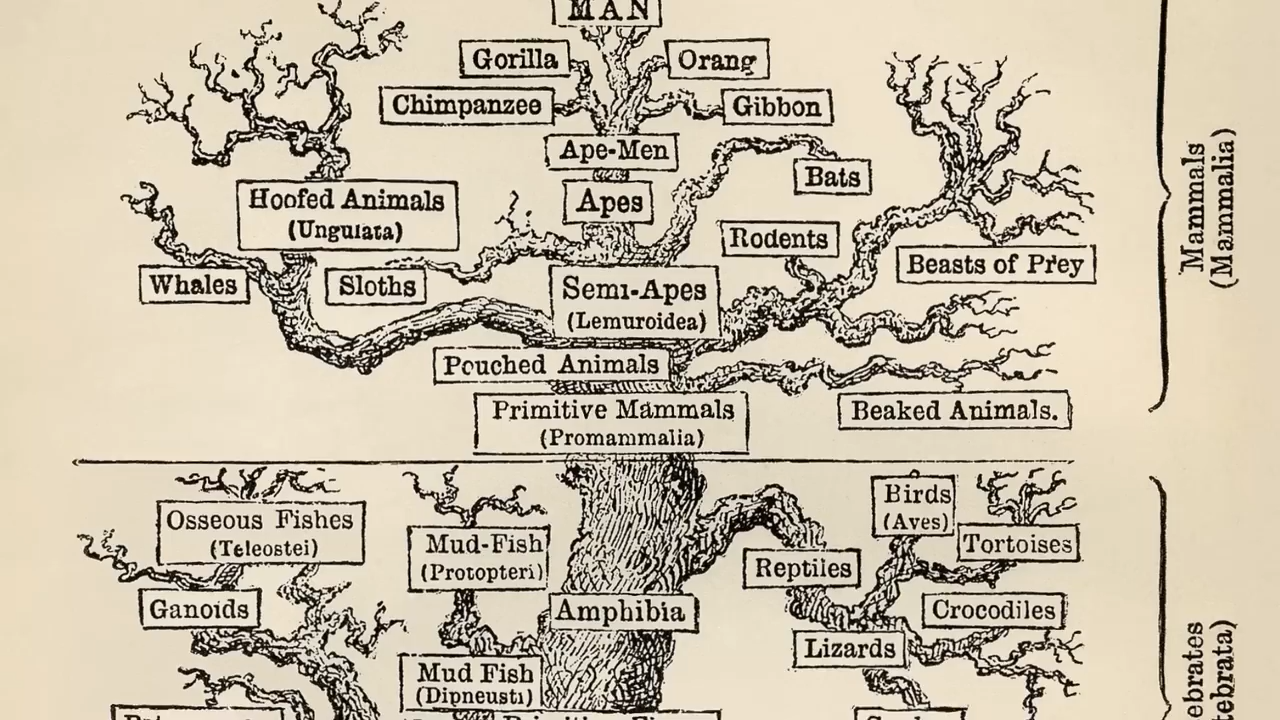 MAN
Gorilla
Orang
Chimpanzee
Gibbon
Ape-Men
Bats
Apes
Hoofed Animals
(Ungulata)
Rodents
Beasts of Prey
Whales
Sloths
Semi-Apes
(Lemuroidea)
Pouched Animals
Primitive Mammals
(Promammalia)
Beaked Animals.
Mammals
(Mammalia)
Osseous Fishes
(Teleostei)
Mud-Fish
(Protopteri)
Birds
(Aves)
Tortoises
Reptiles
Ganoids
Amphibia
Crocodiles
Lizards
Mud Fish
(Dipneusti)
ebrates
tebrata)